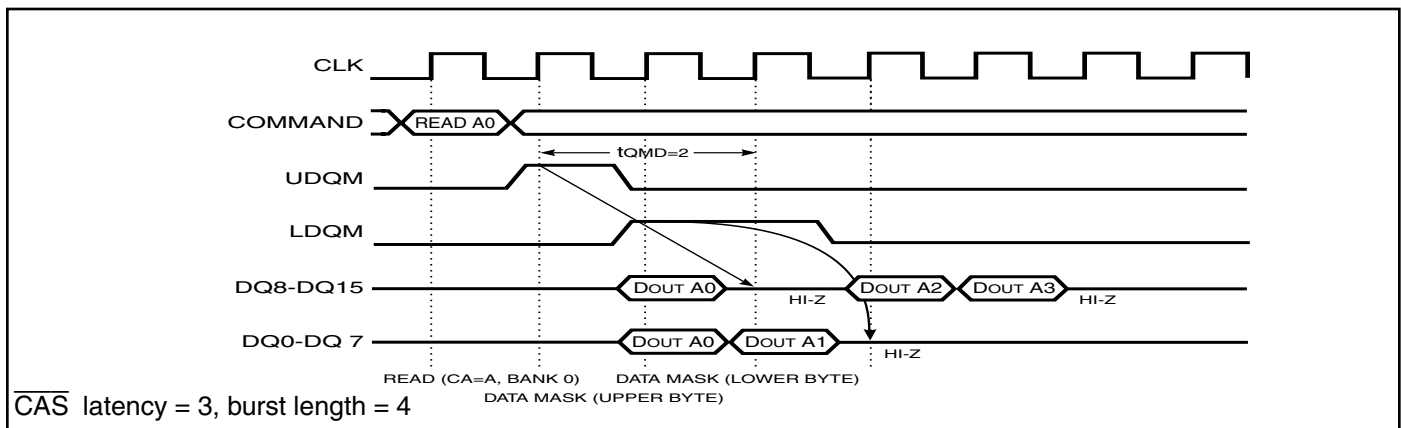 CLK
COMMAND READ A0
tQMD=2
UDQM
LDQM
DQ8-DQ15 DOUT A0 HI-Z DOUT A2 DOUT A3 HI-Z
DQ0-DQ 7 DOUT A0 DOUT A1 HI-Z
READ (CA=A, BANK 0) DATA MASK (LOWER BYTE)
DATA MASK (UPPER BYTE)
CAS latency = 3, burst length = 4